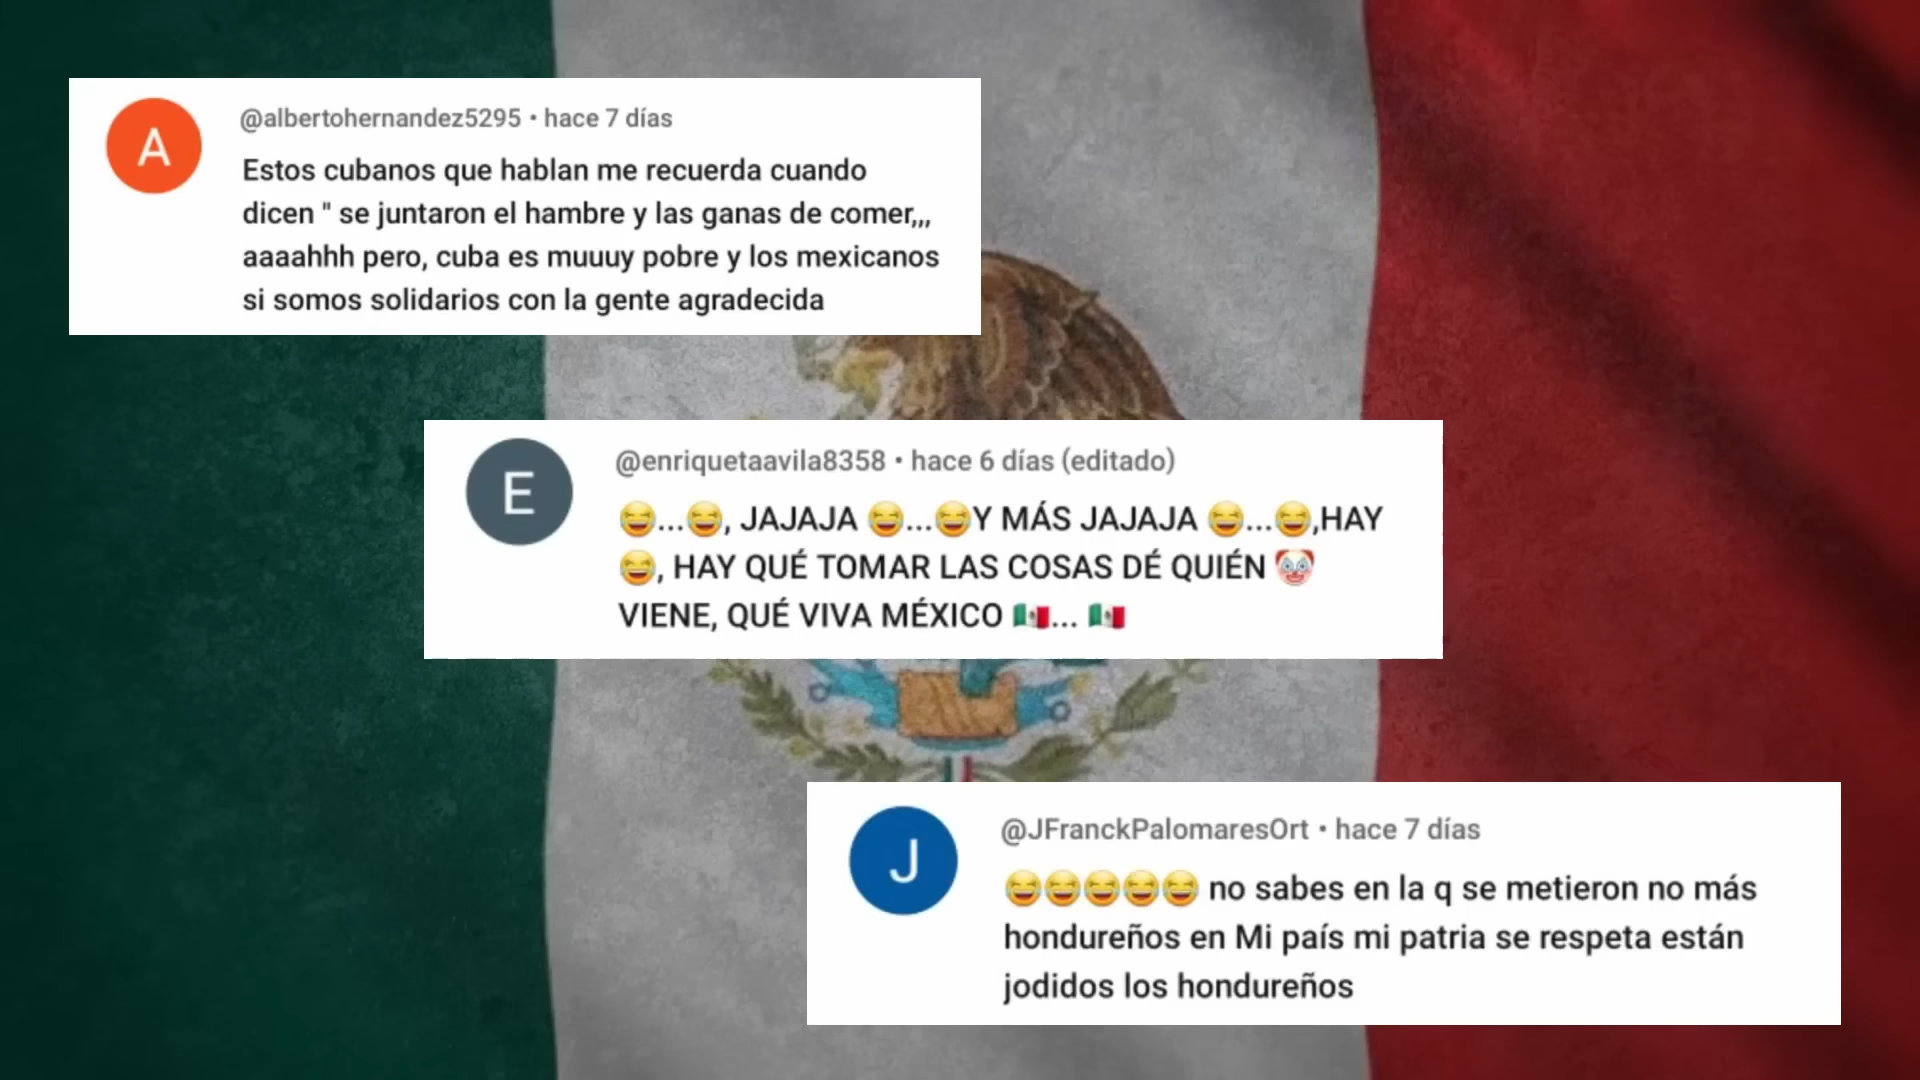 A
@albertohernandez5295 • hace 7 días
Estos cubanos que hablan me recuerda cuando
dicen " se juntaron el hambre y las ganas de comer,,,
aaaahhh pero, cuba es muuuy pobre y los mexicanos
si somos solidarios con la gente agradecida
E
@enriquetaavila8358 • hace 6 días (editado)
😆...😆, JAJAJA 😆...😆Y MÁS JAJAJA 😆...😆,HAY
😆, HAY QUÉ TOMAR LAS COSAS DÉ QUIÉN 🤡
VIENE, QUÉ VIVA MÉXICO 🇲🇽... 🇲🇽
J
@JFranckPalomaresOrt • hace 7 días
😂😂😂😂😂 no sabes en la q se metieron no más
hondureños en Mi país mi patria se respeta están
jodidos los hondureños